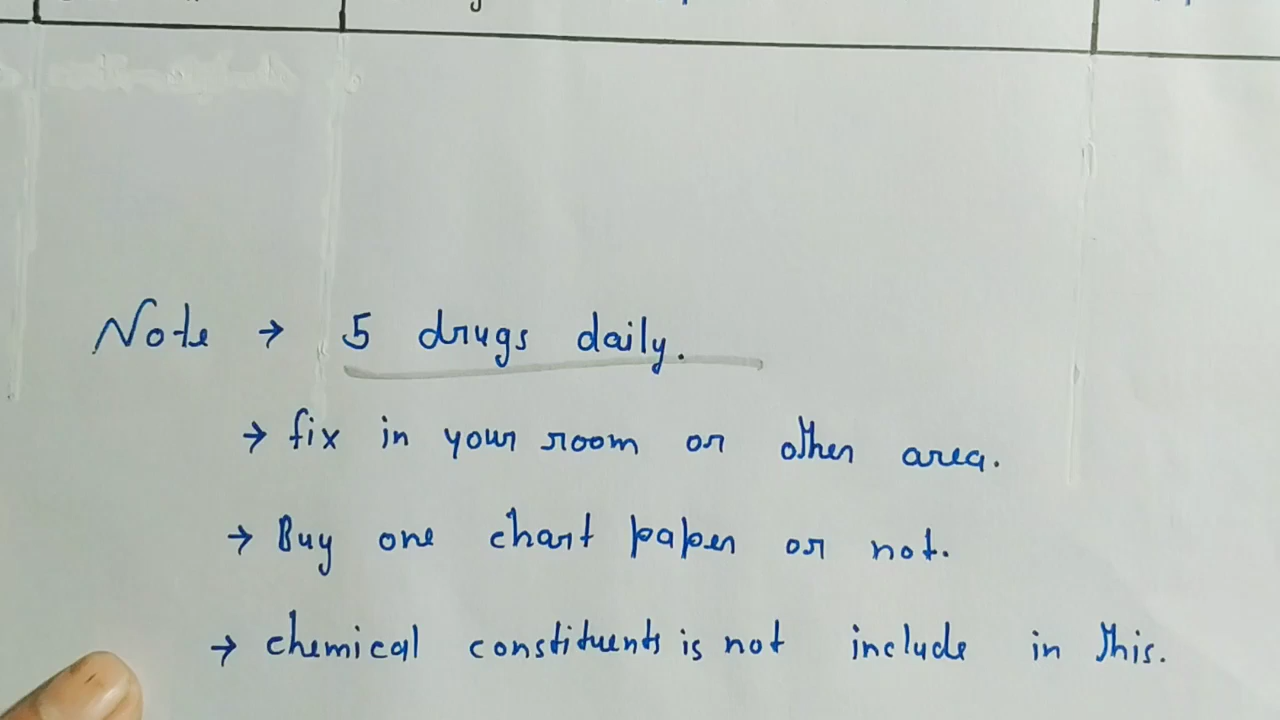 Note → 5 drugs daily.
→ fix in your room or other area.
→ Buy one chart paper or not.
→ chemical constituents is not include in this.